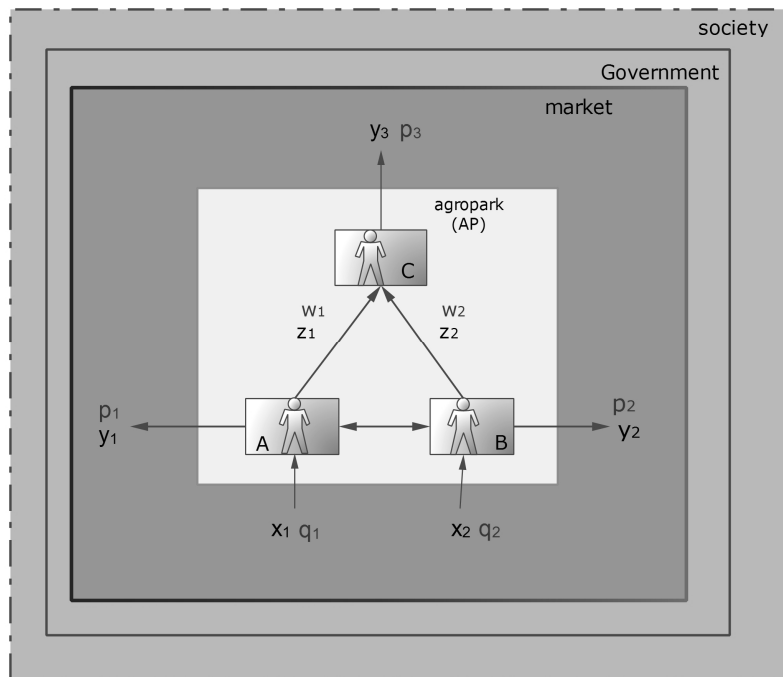 society
Government
market
y3 p3
agropark
(AP)
C
w1
z1
w2
z2
p1
y1
A
B
p2
y2
x1 q1
x2 q2